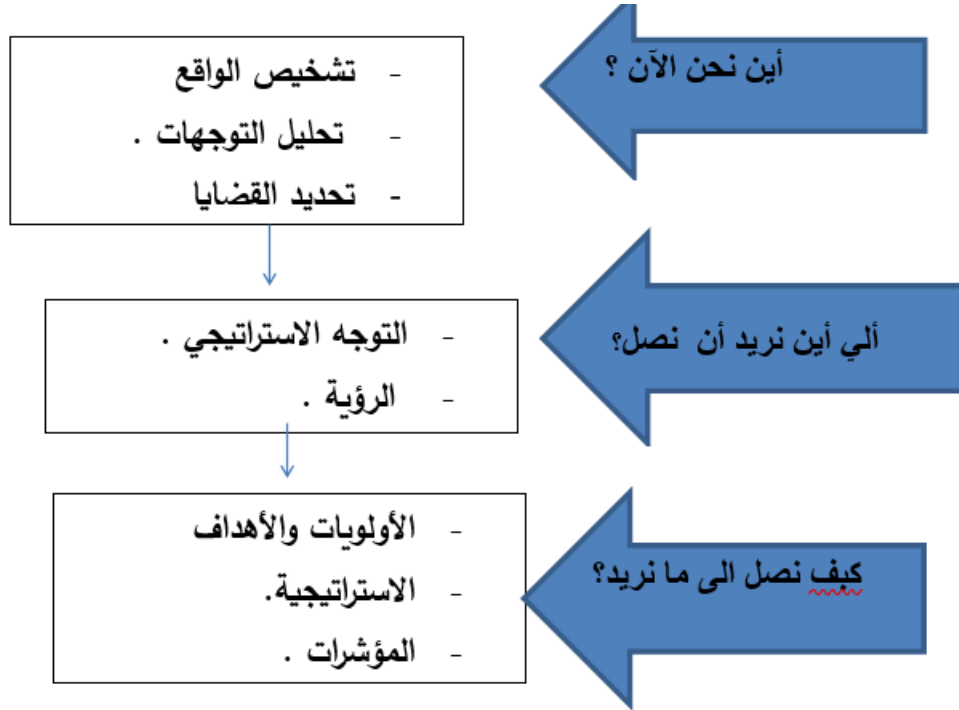 أين نحن الآن ؟
- تشخيص الواقع
- تحليل التوجهات .
- تحديد القضايا
ألي أين نريد أن نصل؟
- التوجه الاستراتيجي .
- الرؤية .
كبف نصل الى ما نريد؟
- الأولويات والأهداف
- الاستراتيجية.
- المؤشرات .